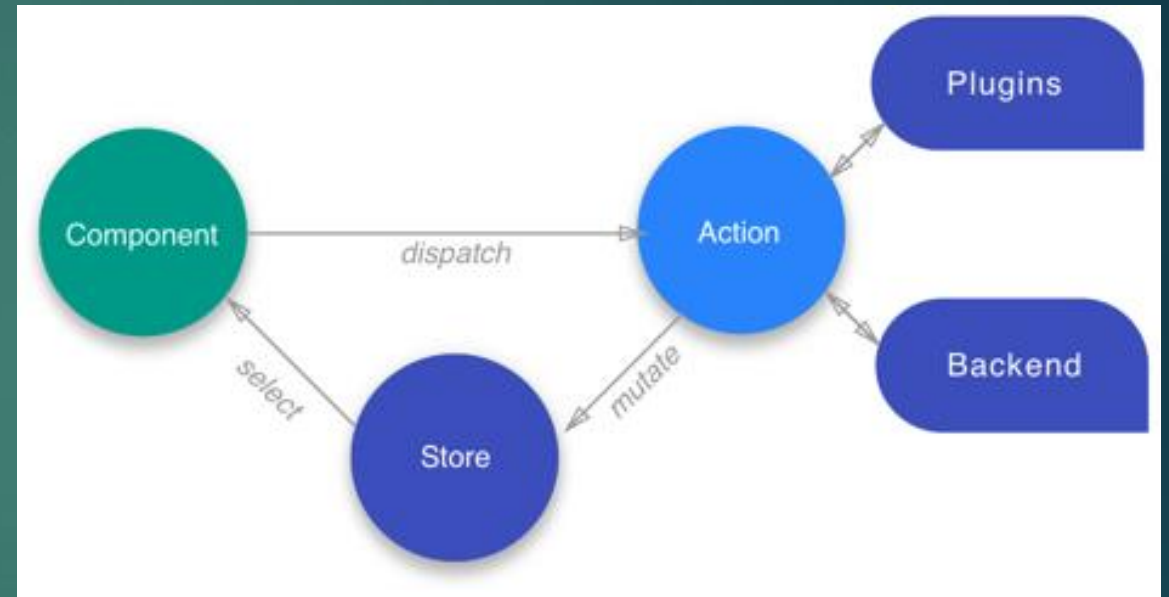 Plugins
Component
dispatch
Action
select
mutate
Backend
Store